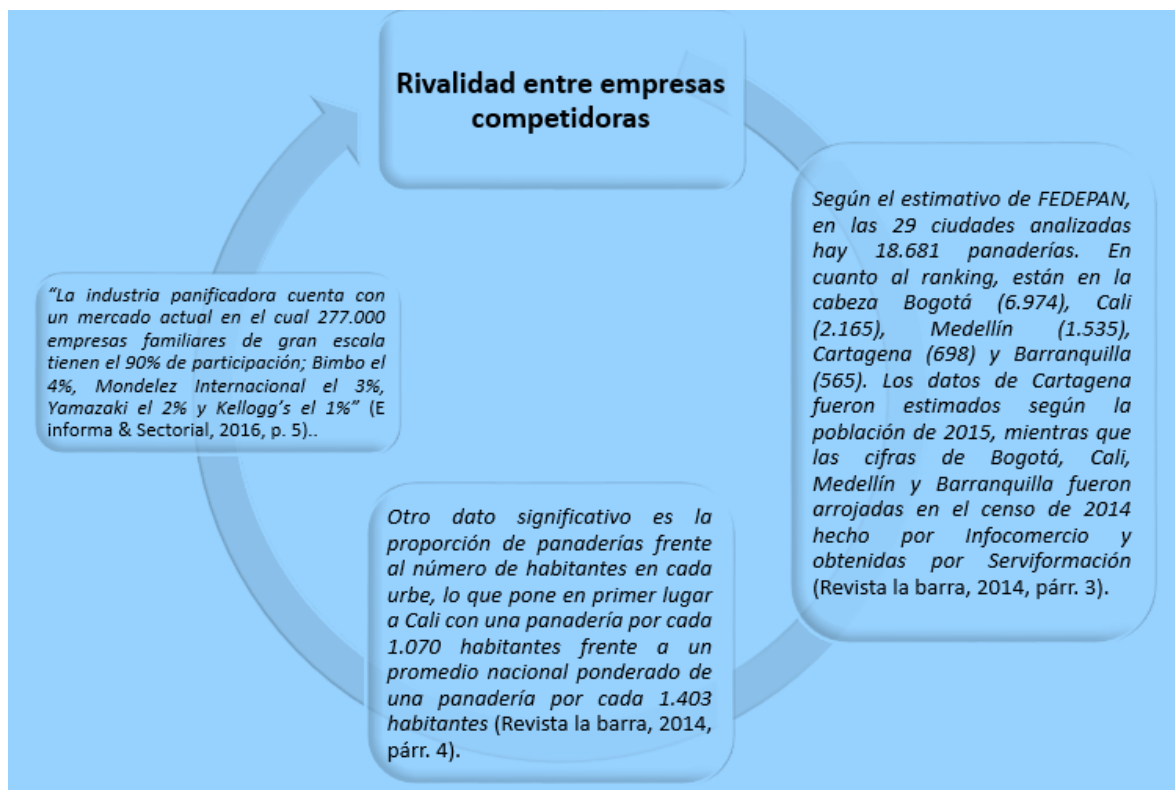 Rivalidad entre empresas
competidoras
Según el estimativo de FEDEPAN,
en las 29 ciudades analizadas
hay 18.681 panaderías. En
cuanto al ranking, están en la
cabeza Bogotá (6.974), Cali
(2.165), Medellín (1.535),
Cartagena (698) y Barranquilla
(565). Los datos de Cartagena
fueron estimados según la
población de 2015, mientras que
las cifras de Bogotá, Cali,
Medellín y Barranquilla fueron
arrojadas en el censo de 2014
hecho por Infocomercio y
obtenidas por Serviformación
(Revista la barra, 2014, párr. 3).
Otro dato significativo es la
proporción de panaderías frente
al número de habitantes en cada
urbe, lo que pone en primer lugar
a Cali con una panadería por cada
1.070 habitantes frente a un
promedio nacional ponderado de
una panadería por cada 1.403
habitantes (Revista la barra, 2014,
párr. 4).
“La industria panificadora cuenta con
un mercado actual en el cual 277.000
empresas familiares de gran escala
tienen el 90% de participación; Bimbo el
4%, Mondelez Internacional el 3%,
Yamazaki el 2% y Kellogg’s el 1%” (E
informa & Sectorial, 2016, p. 5)..